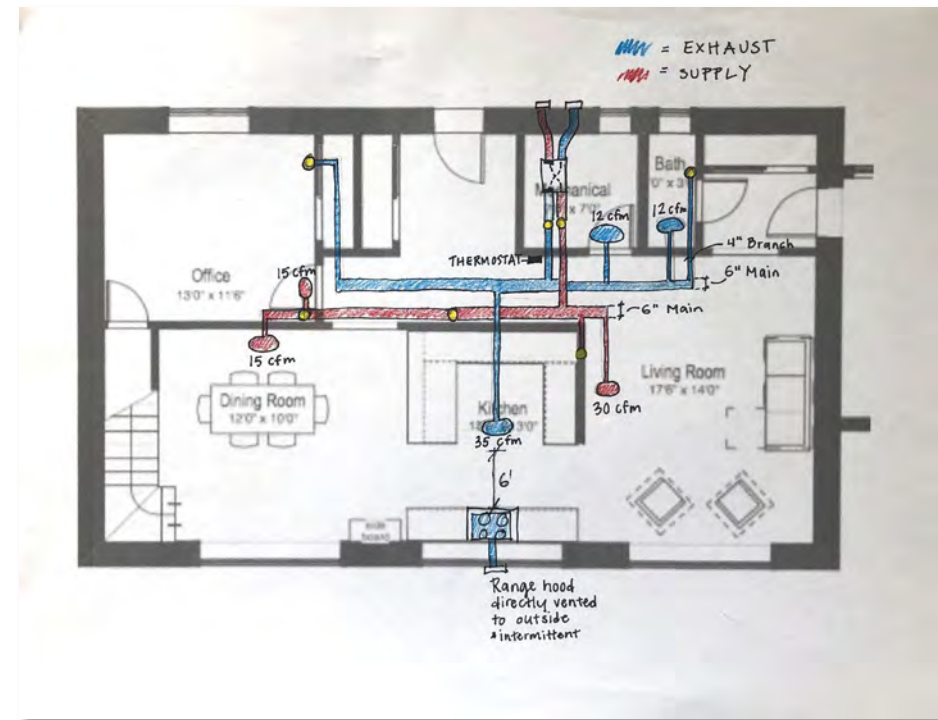 = EXHAUST
= SUPPLY
Bath
Mechanical
x 7'0"
12 cfm
12 cfm
4" Branch
THERMOSTAT
6" Main
Office
13'0" x 11'6"
15 cfm
6" Main
15 cfm
Living Room
17'6" x 14'0"
Dining Room
12'0" x 10'0"
30 cfm
Kitchen
35 cfm
6'
side
board
Range hood
directly vented
to outside
*intermittent